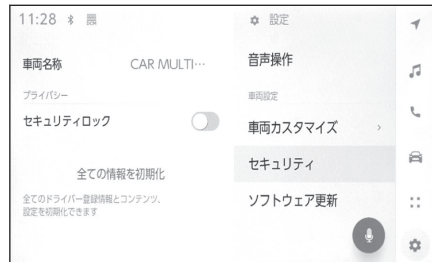 11:28
車両名称 CAR MULTI…
プライバシー
セキュリティロック
全ての情報を初期化
全てのドライバー登録情報とコンテンツ、
設定を初期化できます
設定
音声操作
車両設定
車両カスタマイズ
セキュリティ
ソフトウェア更新